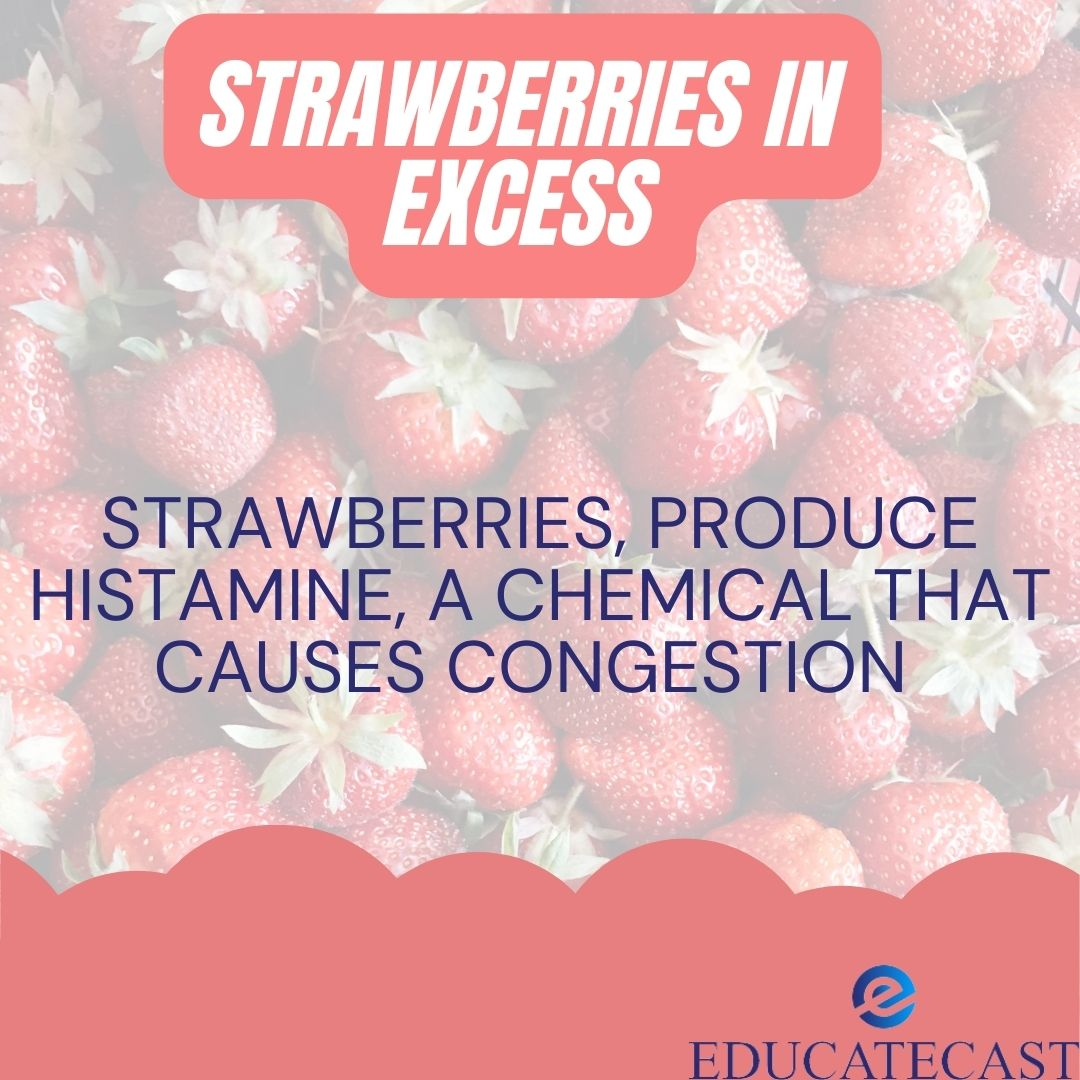 STRAWBERRIES IN
EXCESS
STRAWBERRIES, PRODUCE
HISTAMINE, A CHEMICAL THAT
CAUSES CONGESTION
EDUCATECAST